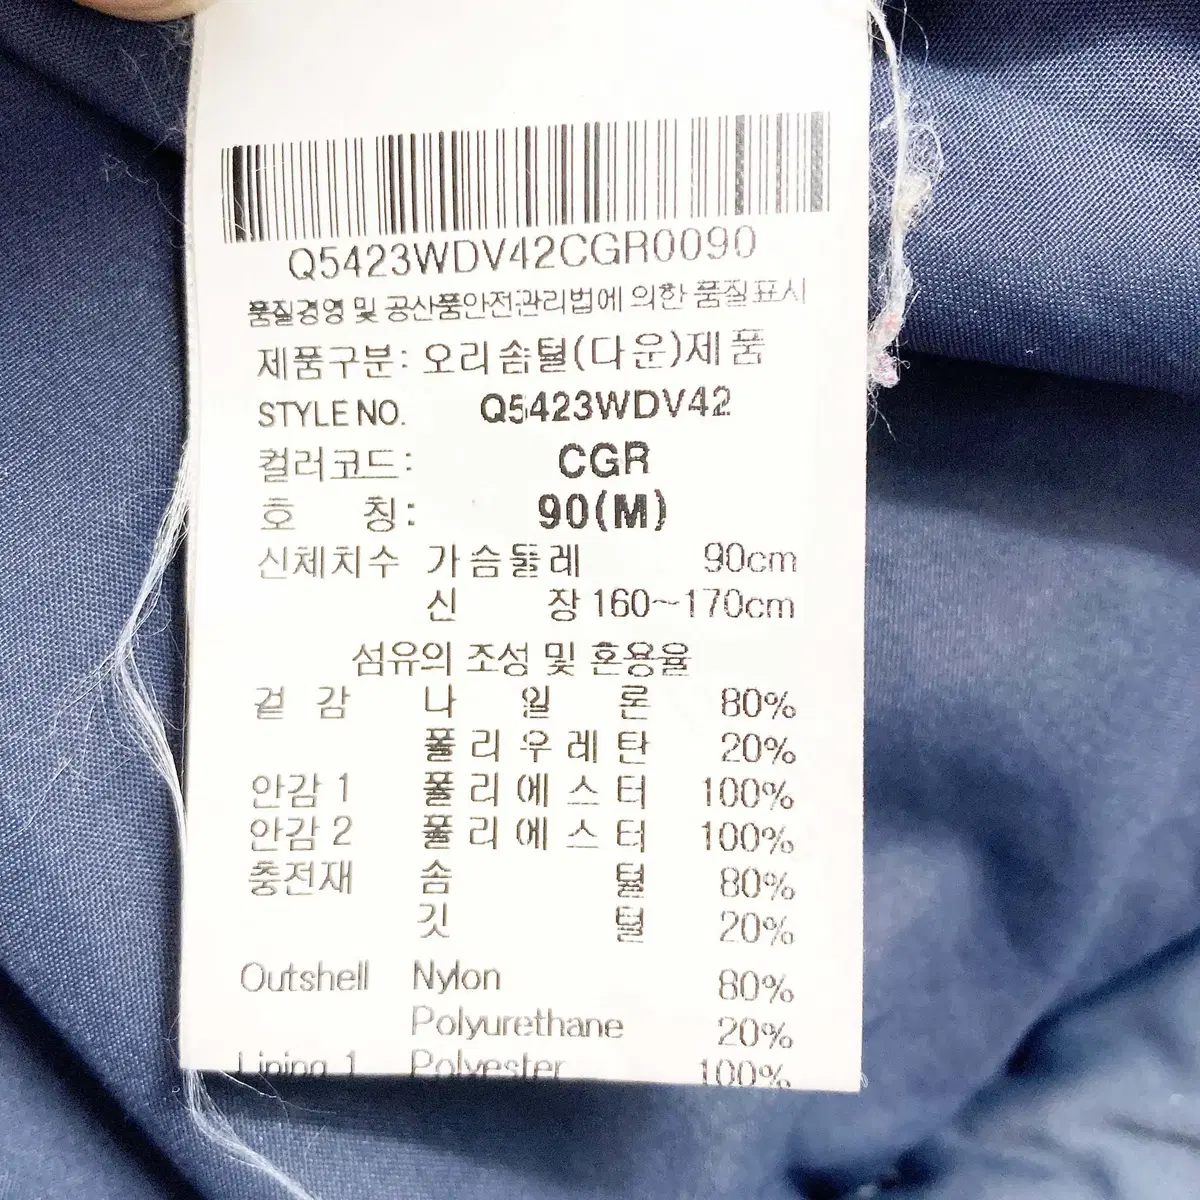 Q5423WDV42CGR0090
품질경영 및 공산품안전관리법에 의한 품질표시
제품구분: 오리솜털(다운)제품
STYLE NO. Q5423WDV42
컬러코드: CGR
호 칭: 90(M)
신체치수 가슴둘레 90cm
신 장 160~170cm
섬유의 조성 및 혼용율
겉 감 나 일 론 80%
폴 리 우 레 탄 20%
안감 1 폴 리 에 스 터 100%
안감 2 폴 리 에 스 터 100%
충전재 솜 털 80%
깃 털 20%
Outshell Nylon 80%
Polyurethane 20%
Lining 1 Polyester 100%